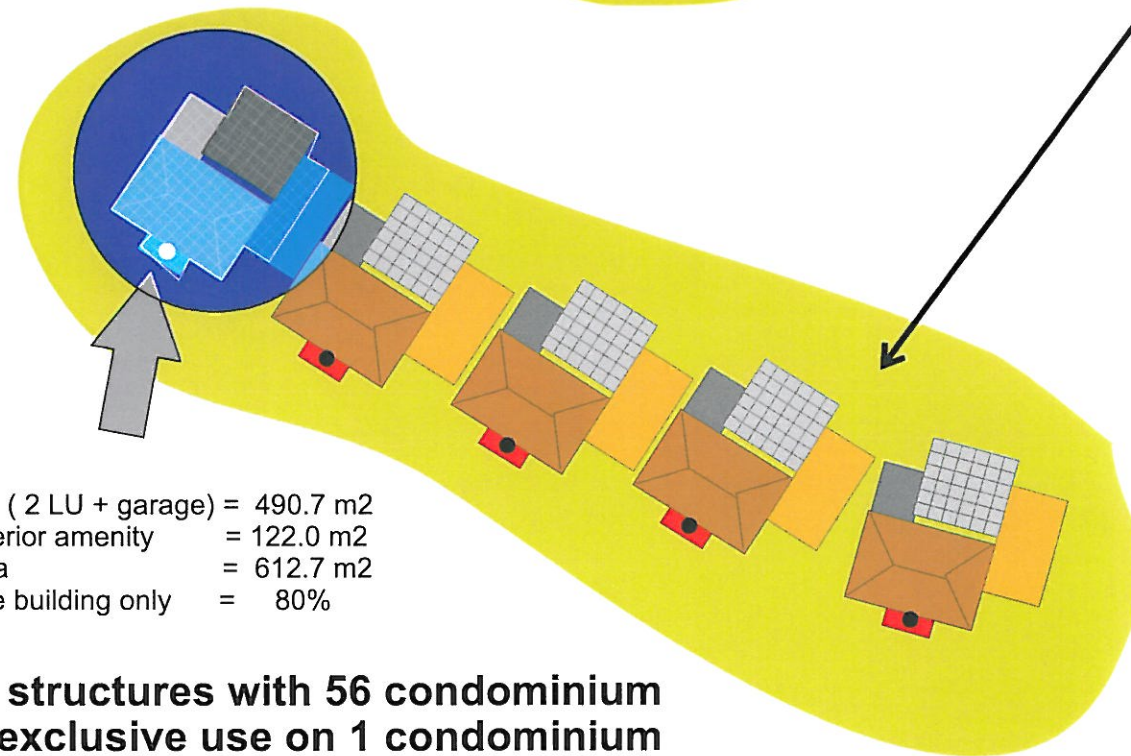 ( 2 LU + garage) = 490.7 m2
erior amenity = 122.0 m2
a = 612.7 m2
e building only = 80%
structures with 56 condominium
exclusive use on 1 condominium